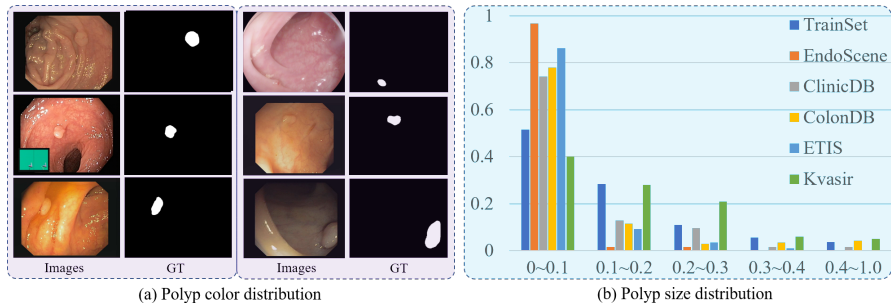 Images GT Images GT
(a) Polyp color distribution
1
0.8
0.6
0.4
0.2
0
TrainSet
EndoScene
ClinicDB
ColonDB
ETIS
Kvasir
0~0.1 0.1~0.2 0.2~0.3 0.3~0.4 0.4~1.0
(b) Polyp size distribution